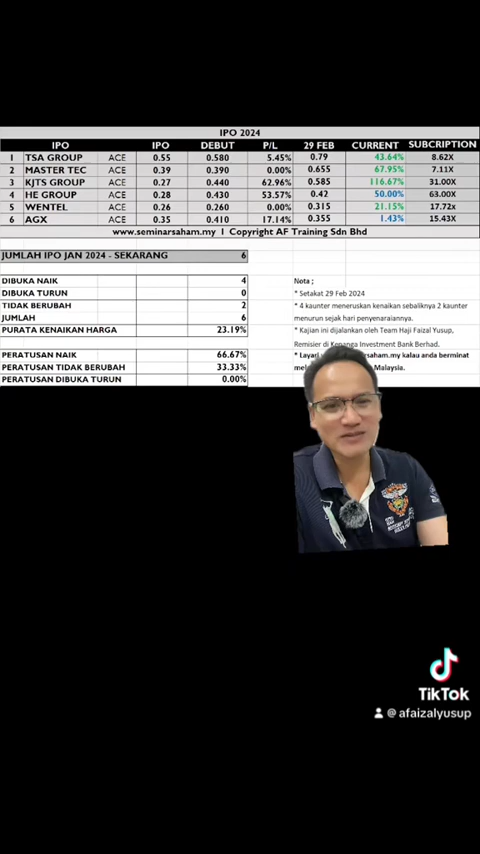 IPO 2024
IPO IPO DEBUT P/L 29 FEB CURRENT SUBCRIPTION
1 TSA GROUP ACE 0.55 0.580 5.45% 0.79 43.64% 8.62X
2 MASTER TEC ACE 0.39 0.390 0.00% 0.655 67.95% 7.11X
3 KJTS GROUP ACE 0.27 0.440 62.96% 0.585 116.67% 31.00X
4 HE GROUP ACE 0.28 0.430 53.57% 0.42 50.00% 63.00X
5 WENTEL ACE 0.26 0.260 0.00% 0.315 21.15% 17.72x
6 AGX ACE 0.35 0.410 17.14% 0.355 1.43% 15.43X
www.seminarsaham.my I Copyright AF Training Sdn Bhd
JUMLAH IPO JAN 2024 - SEKARANG 6
DIBUKA NAIK 4
DIBUKA TURUN 0
TIDAK BERUBAH 2
JUMLAH 6
PURATA KENAIKAN HARGA 23.19%
PERATUSAN NAIK 66.67%
PERATUSAN TIDAK BERUBAH 33.33%
PERATUSAN DIBUKA TURUN 0.00%
Nota ;
* Setakat 29 Feb 2024
* 4 kaunter meneruskan kenaikan sebaliknya 2 kaunter
menurun sejak hari penyenaraiannya.
* Kajian ini dijalankan oleh Team Haji Faizal Yusup,
Remisier di Kenanga Investment Bank Berhad.
* Layari rsaham.my kalau anda berminat
Malaysia.
TikTok
@afaizalyusup